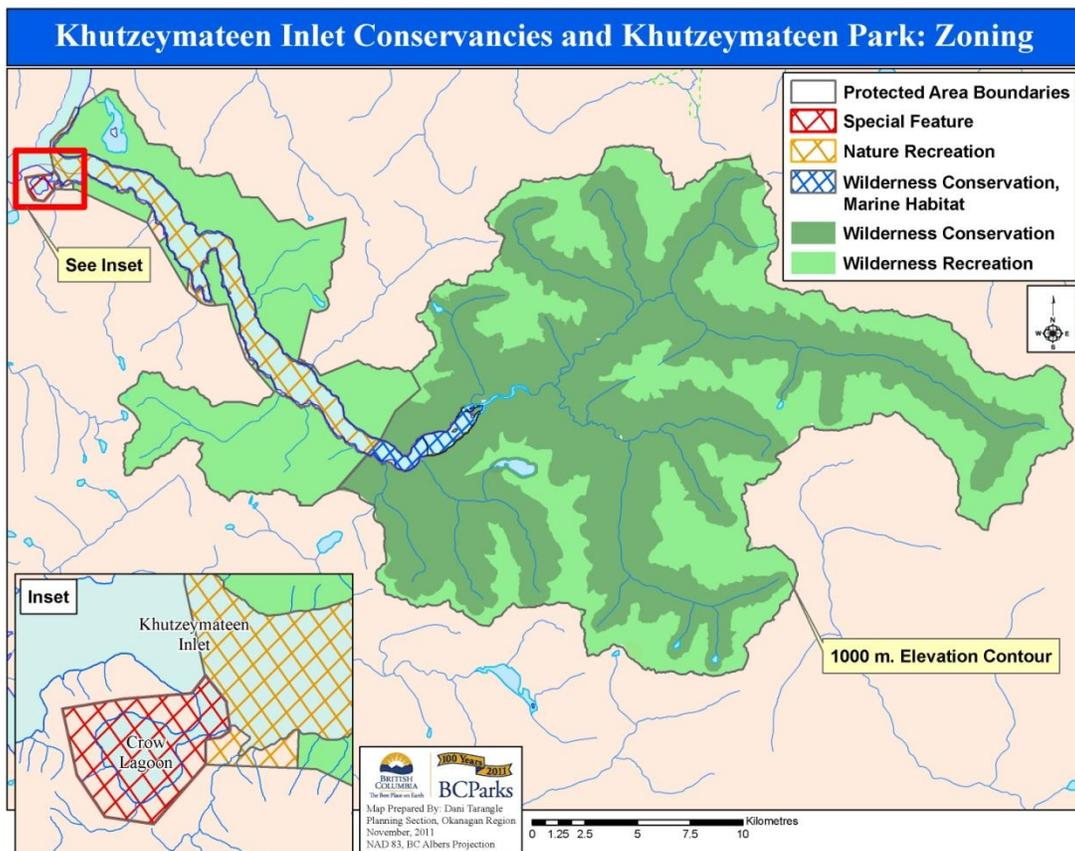 Khutzeymateen Inlet Conservancies and Khutzeymateen Park: Zoning
Protected Area Boundaries
Special Feature
Nature Recreation
Wilderness Conservation,
Marine Habitat
Wilderness Conservation
Wilderness Recreation
See Inset
N
W E
S
1000 m. Elevation Contour
Inset
Khutzeymateen
Inlet
Crow
Lagoon
BRITISH
COLUMBIA
The Best Place on Earth
100 Years
2011
BCParks
Map Prepared By: Dani Tarangle
Planning Section, Okanagan Region
November, 2011
NAD 83, BC Albers Projection
Kilometres
0 1.25 2.5 5 7.5 10